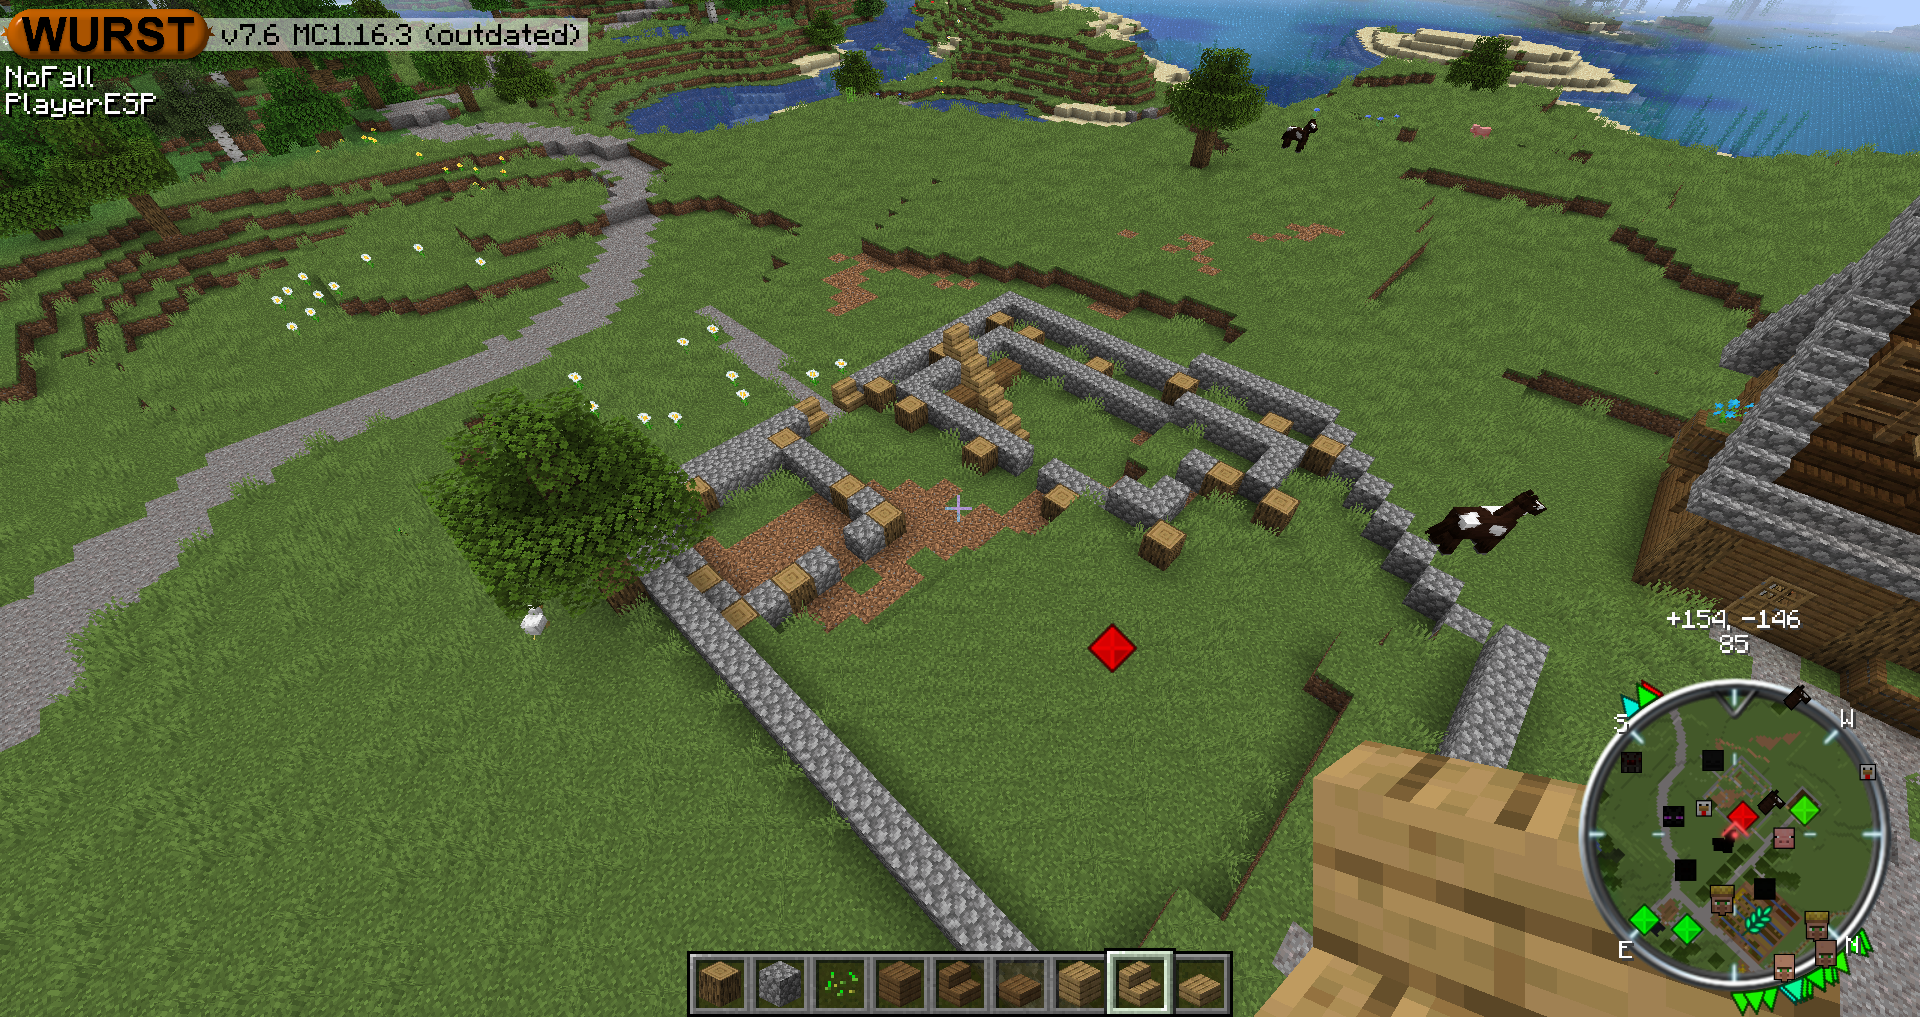 WURST v7.6 MC1.16.3 (outdated)
NoFall
PlayerESP
+154, -146
85
S
W
E
N